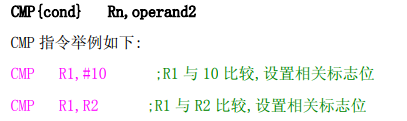 CMP{cond} Rn,operand2
CMP 指令举例如下:
CMP R1,#10 ;R1 与 10 比较,设置相关标志位
CMP R1,R2 ;R1 与 R2 比较,设置相关标志位